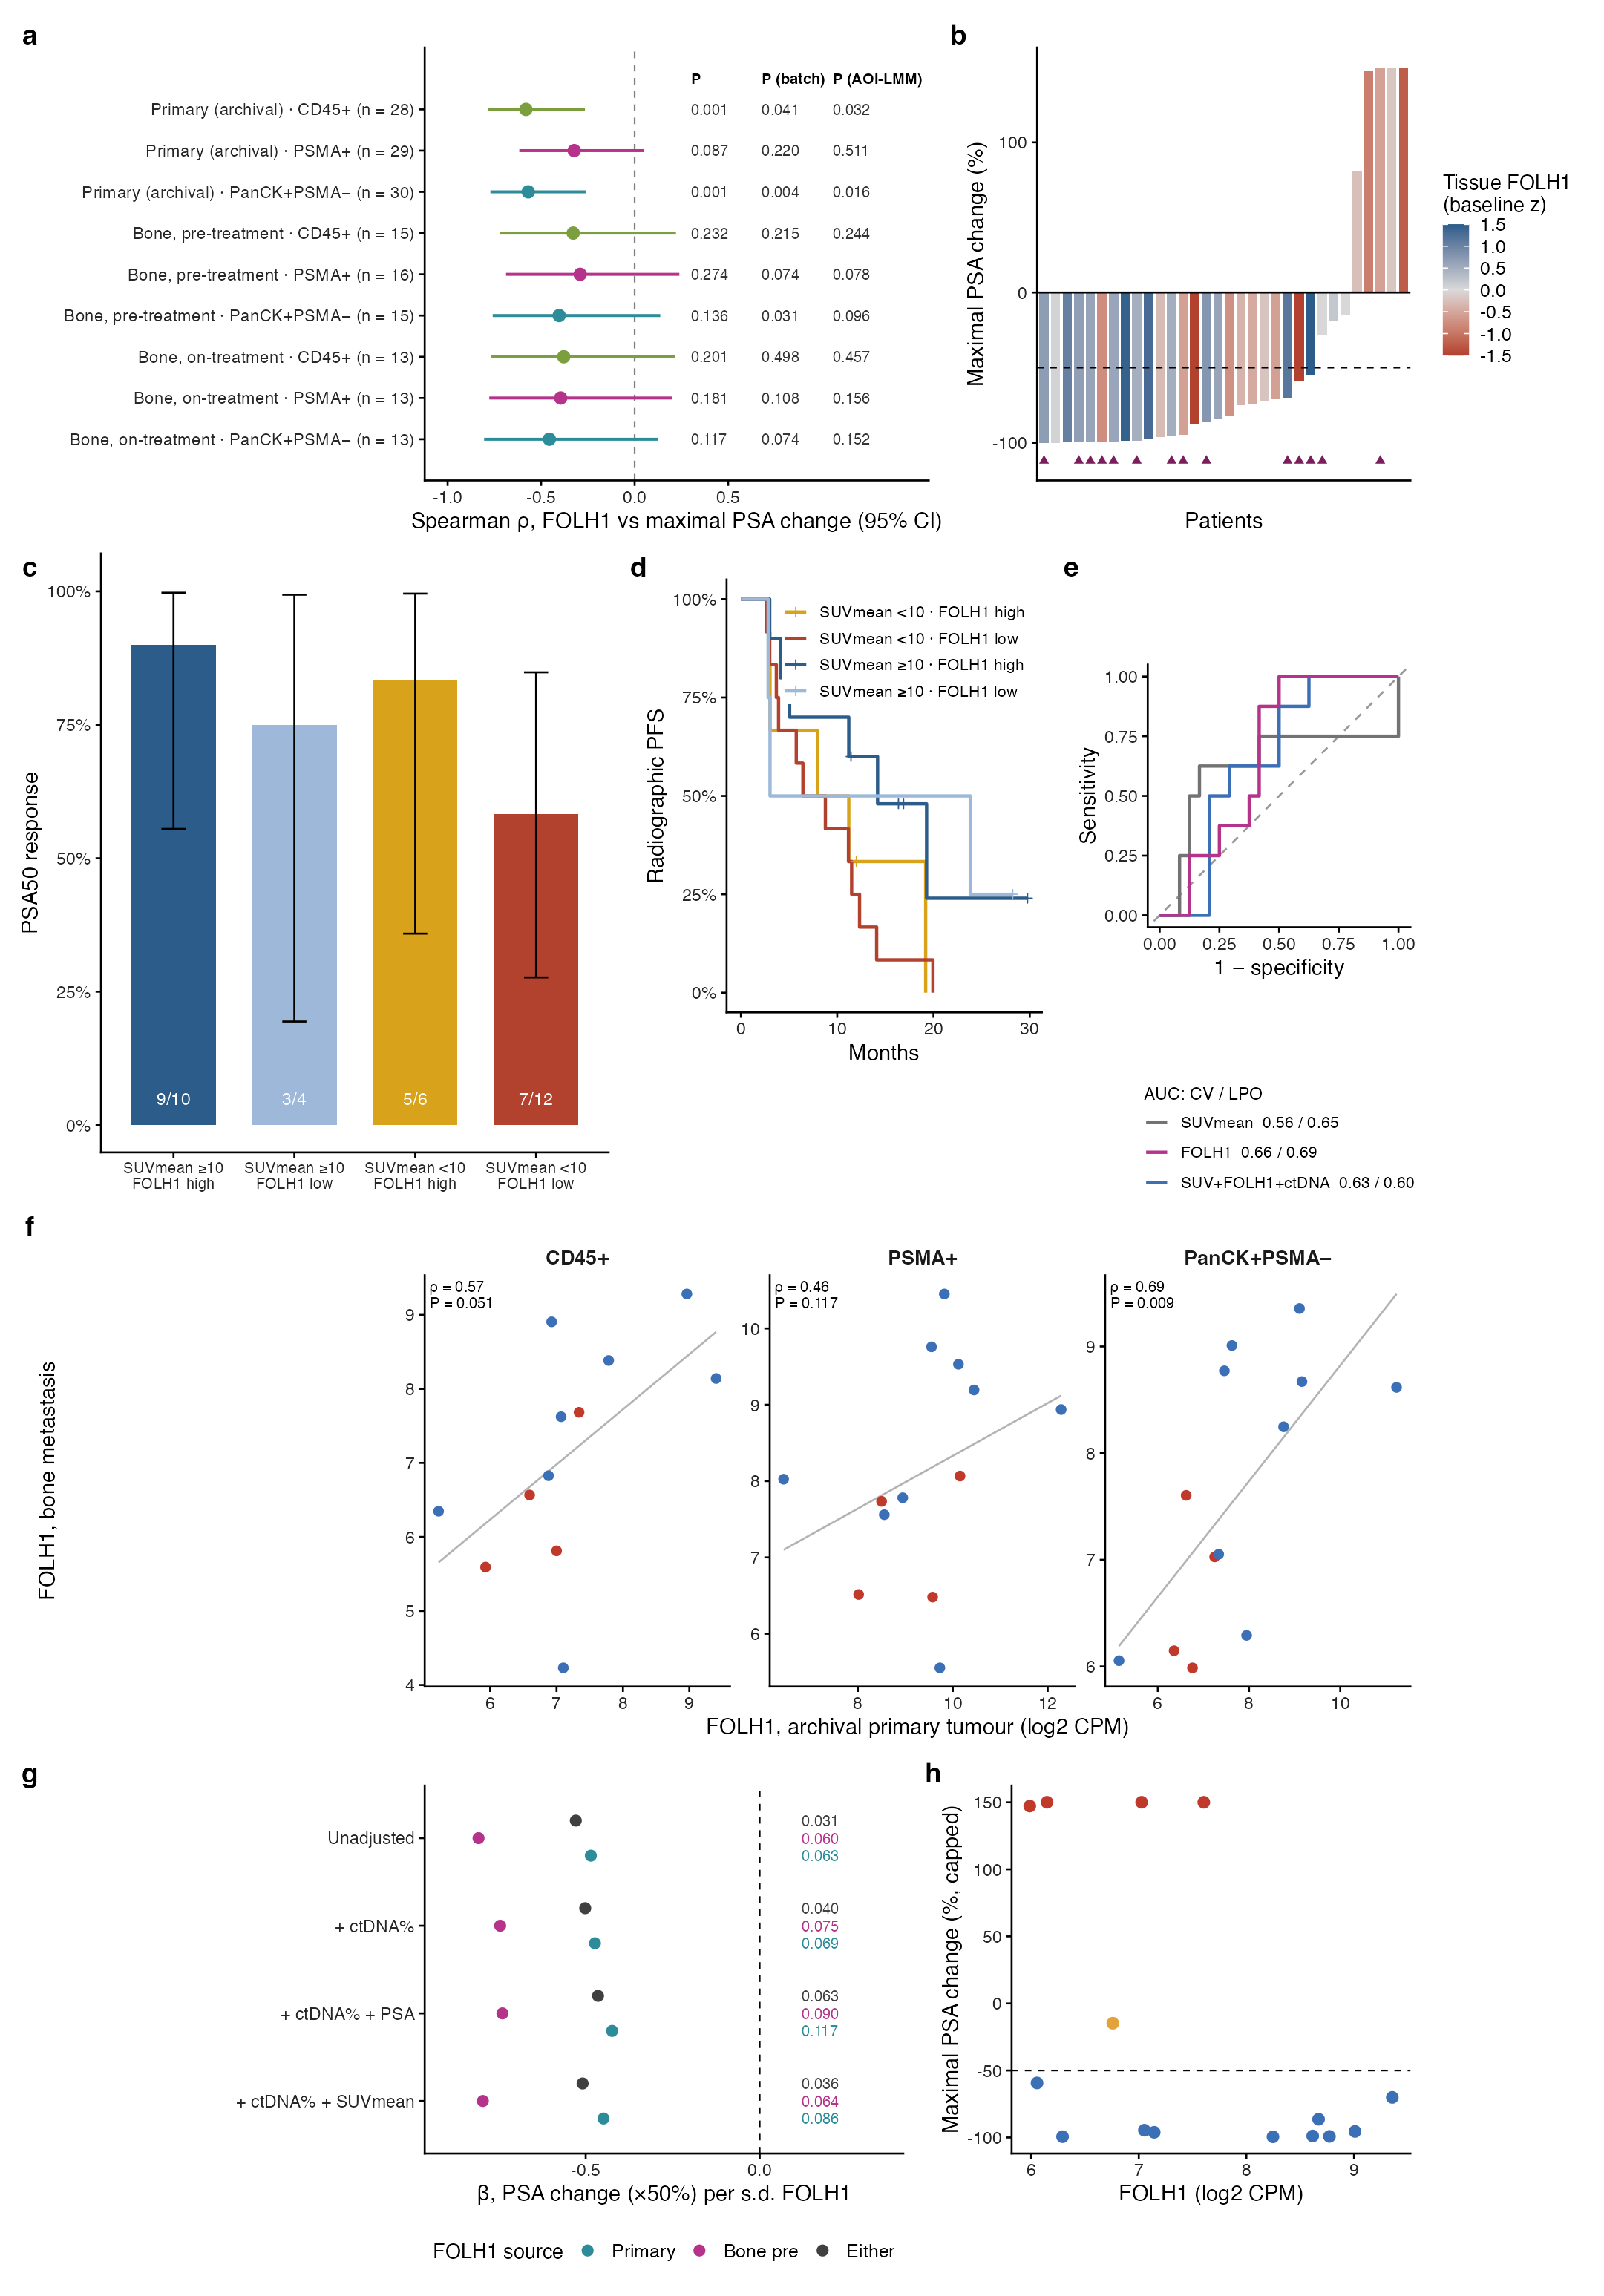 a
P
P (batch)
P (AOI-LMM)
Primary (archival) · CD45+ (n = 28)
0.001
0.041
0.032
Primary (archival) · PSMA+ (n = 29)
0.087
0.220
0.511
Primary (archival) · PanCK+PSMA− (n = 30)
0.001
0.004
0.016
Bone, pre-treatment · CD45+ (n = 15)
0.232
0.215
0.244
Bone, pre-treatment · PSMA+ (n = 16)
0.274
0.074
0.078
Bone, pre-treatment · PanCK+PSMA− (n = 15)
0.136
0.031
0.096
Bone, on-treatment · CD45+ (n = 13)
0.201
0.498
0.457
Bone, on-treatment · PSMA+ (n = 13)
0.181
0.108
0.156
Bone, on-treatment · PanCK+PSMA− (n = 13)
0.117
0.074
0.152
-1.0
-0.5
0.0
0.5
Spearman ρ, FOLH1 vs maximal PSA change (95% CI)
b
Maximal PSA change (%)
100
0
-100
Patients
Tissue FOLH1
(baseline z)
1.5
1.0
0.5
0.0
-0.5
-1.0
-1.5
c
PSA50 response
100%
75%
50%
25%
0%
9/10
3/4
5/6
7/12
SUVmean ≥10
FOLH1 high
SUVmean ≥10
FOLH1 low
SUVmean <10
FOLH1 high
SUVmean <10
FOLH1 low
d
Radiographic PFS
100%
75%
50%
25%
0%
SUVmean <10 · FOLH1 high
SUVmean <10 · FOLH1 low
SUVmean ≥10 · FOLH1 high
SUVmean ≥10 · FOLH1 low
0
10
20
30
Months
e
Sensitivity
1.00
0.75
0.50
0.25
0.00
0.00
0.25
0.50
0.75
1.00
1 − specificity
AUC: CV / LPO
SUVmean 0.56 / 0.65
FOLH1 0.66 / 0.69
SUV+FOLH1+ctDNA 0.63 / 0.60
f
FOLH1, bone metastasis
CD45+
ρ = 0.57
P = 0.051
9
8
7
6
5
4
6
7
8
9
PSMA+
ρ = 0.46
P = 0.117
10
9
8
7
6
8
10
12
PanCK+PSMA−
ρ = 0.69
P = 0.009
9
8
7
6
6
8
10
FOLH1, archival primary tumour (log2 CPM)
g
Unadjusted
0.031
0.060
0.063
+ ctDNA%
0.040
0.075
0.069
+ ctDNA% + PSA
0.063
0.090
0.117
+ ctDNA% + SUVmean
0.036
0.064
0.086
-0.5
0.0
β, PSA change (×50%) per s.d. FOLH1
FOLH1 source
Primary
Bone pre
Either
h
Maximal PSA change (%, capped)
150
100
50
0
-50
-100
6
7
8
9
FOLH1 (log2 CPM)